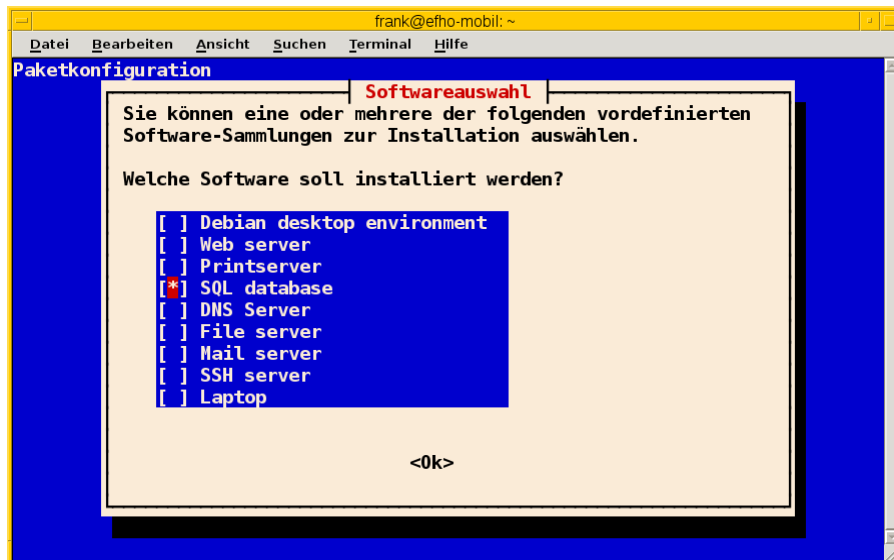 frank@efho-mobil: ~
Datei Bearbeiten Ansicht Suchen Terminal Hilfe
Paketkonfiguration
Softwareauswahl
Sie können eine oder mehrere der folgenden vordefinierten
Software-Sammlungen zur Installation auswählen.
Welche Software soll installiert werden?
[ ] Debian desktop environment
[ ] Web server
[ ] Printserver
[*] SQL database
[ ] DNS Server
[ ] File server
[ ] Mail server
[ ] SSH server
[ ] Laptop
<Ok>